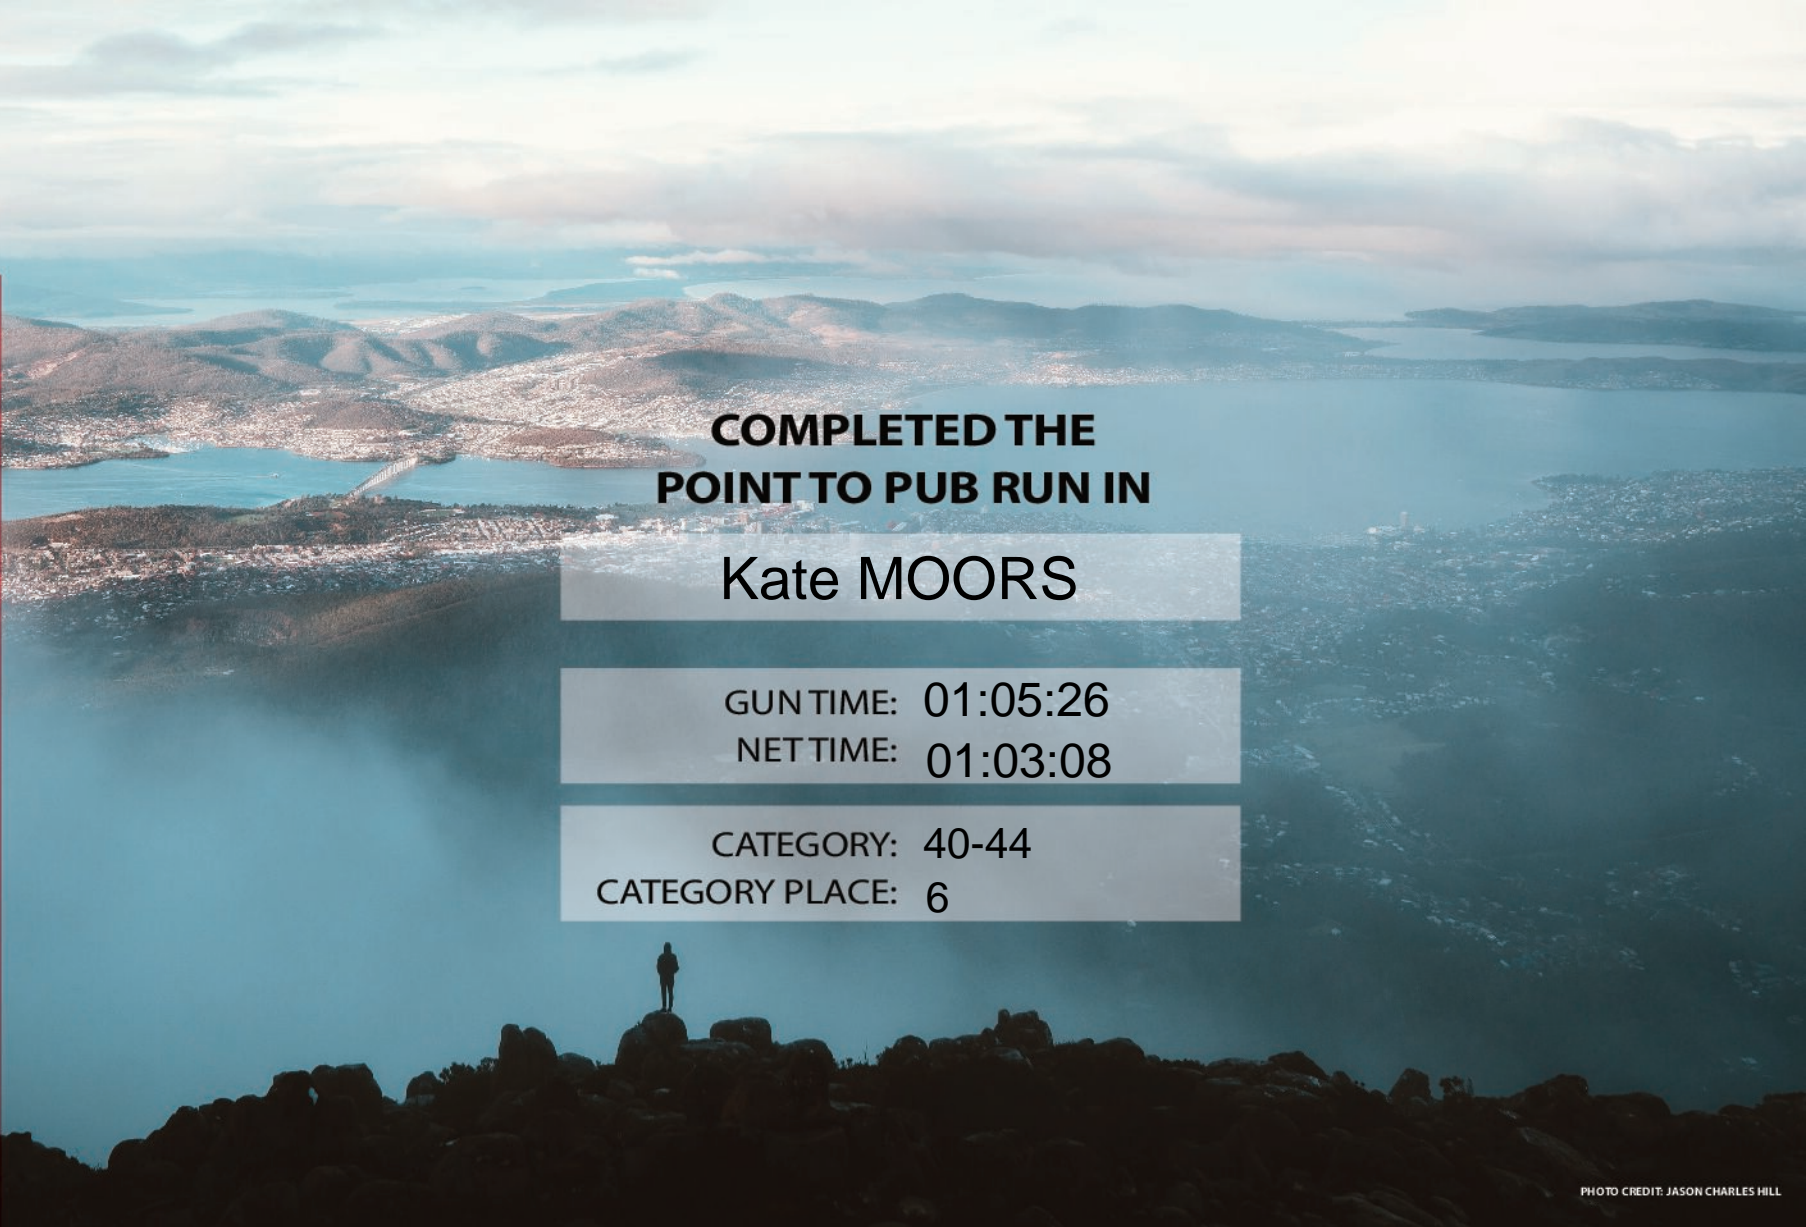 COMPLETED THE
POINT TO PUB RUN IN
Kate MOORS
GUN TIME: 01:05:26
NET TIME: 01:03:08
CATEGORY: 40-44
CATEGORY PLACE: 6
PHOTO CREDIT: JASON CHARLES HILL